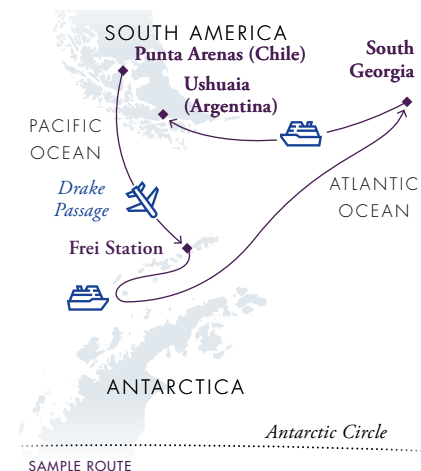 SOUTH AMERICA
Punta Arenas (Chile)
South
Georgia
Ushuaia
(Argentina)
PACIFIC
OCEAN
ATLANTIC
OCEAN
Drake
Passage
Frei Station
ANTARCTICA
Antarctic Circle
SAMPLE ROUTE